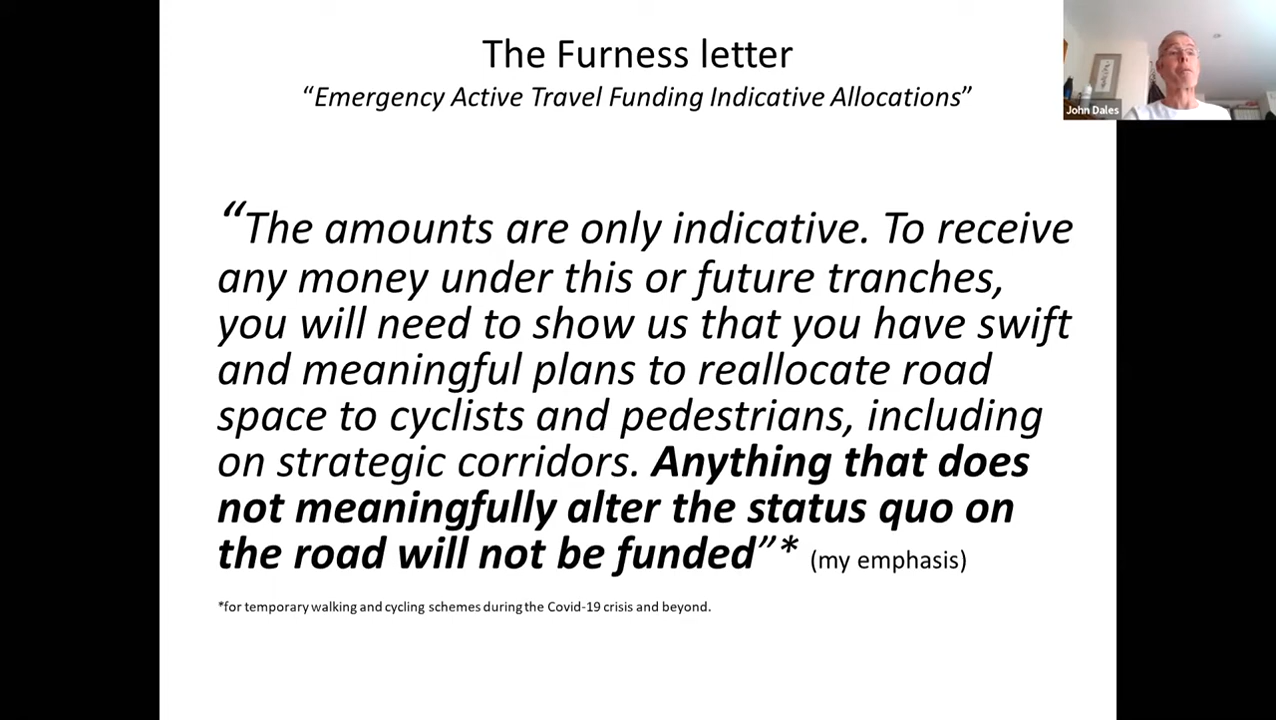 The Furness letter
“Emergency Active Travel Funding Indicative Allocations”
John Dales
“The amounts are only indicative. To receive
any money under this or future tranches,
you will need to show us that you have swift
and meaningful plans to reallocate road
space to cyclists and pedestrians, including
on strategic corridors. Anything that does
not meaningfully alter the status quo on
the road will not be funded”* (my emphasis)
*for temporary walking and cycling schemes during the Covid-19 crisis and beyond.